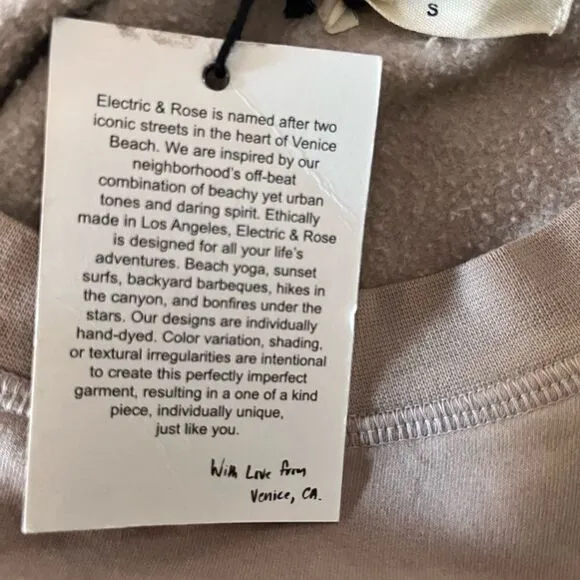 S
Electric & Rose is named after two
iconic streets in the heart of Venice
Beach. We are inspired by our
neighborhood's off-beat
combination of beachy yet urban
tones and daring spirit. Ethically
made in Los Angeles, Electric & Rose
is designed for all your life's
adventures. Beach yoga, sunset
surfs, backyard barbeques, hikes in
the canyon, and bonfires under the
stars. Our designs are individually
hand-dyed. Color variation, shading,
or textural irregularities are intentional
to create this perfectly imperfect
garment, resulting in a one of a kind
piece, individually unique,
just like you.
With Love from
Venice, CA.